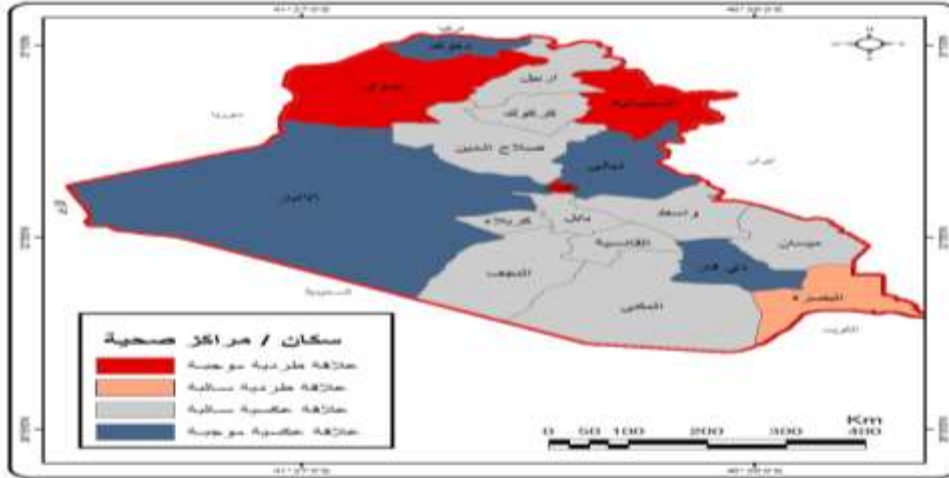 تركيا
دهوك
نينوى
اربيل
السليمانية
كركوك
سوريا
صلاح الدين
ايران
ديالى
الانبار
واسط
بابل
كربلاء
ميسان
القادسية
ذي قار
النجف
البصرة
المثنى
السعودية
الكويت
سكان / مراكز صحية
علاقة طردية موجبة
علاقة طردية سالبة
علاقة عكسية سالبة
علاقة عكسية موجبة
Km
0 50 100 200 300 400